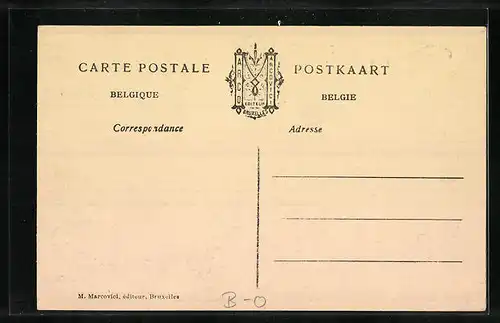 CARTE POSTALE
POSTKAART
BELGIQUE
BELGIE
EDITEUR
BRUXELLES
Correspondance
Adresse
M. Marcovici, éditeur, Bruxelles
B-O